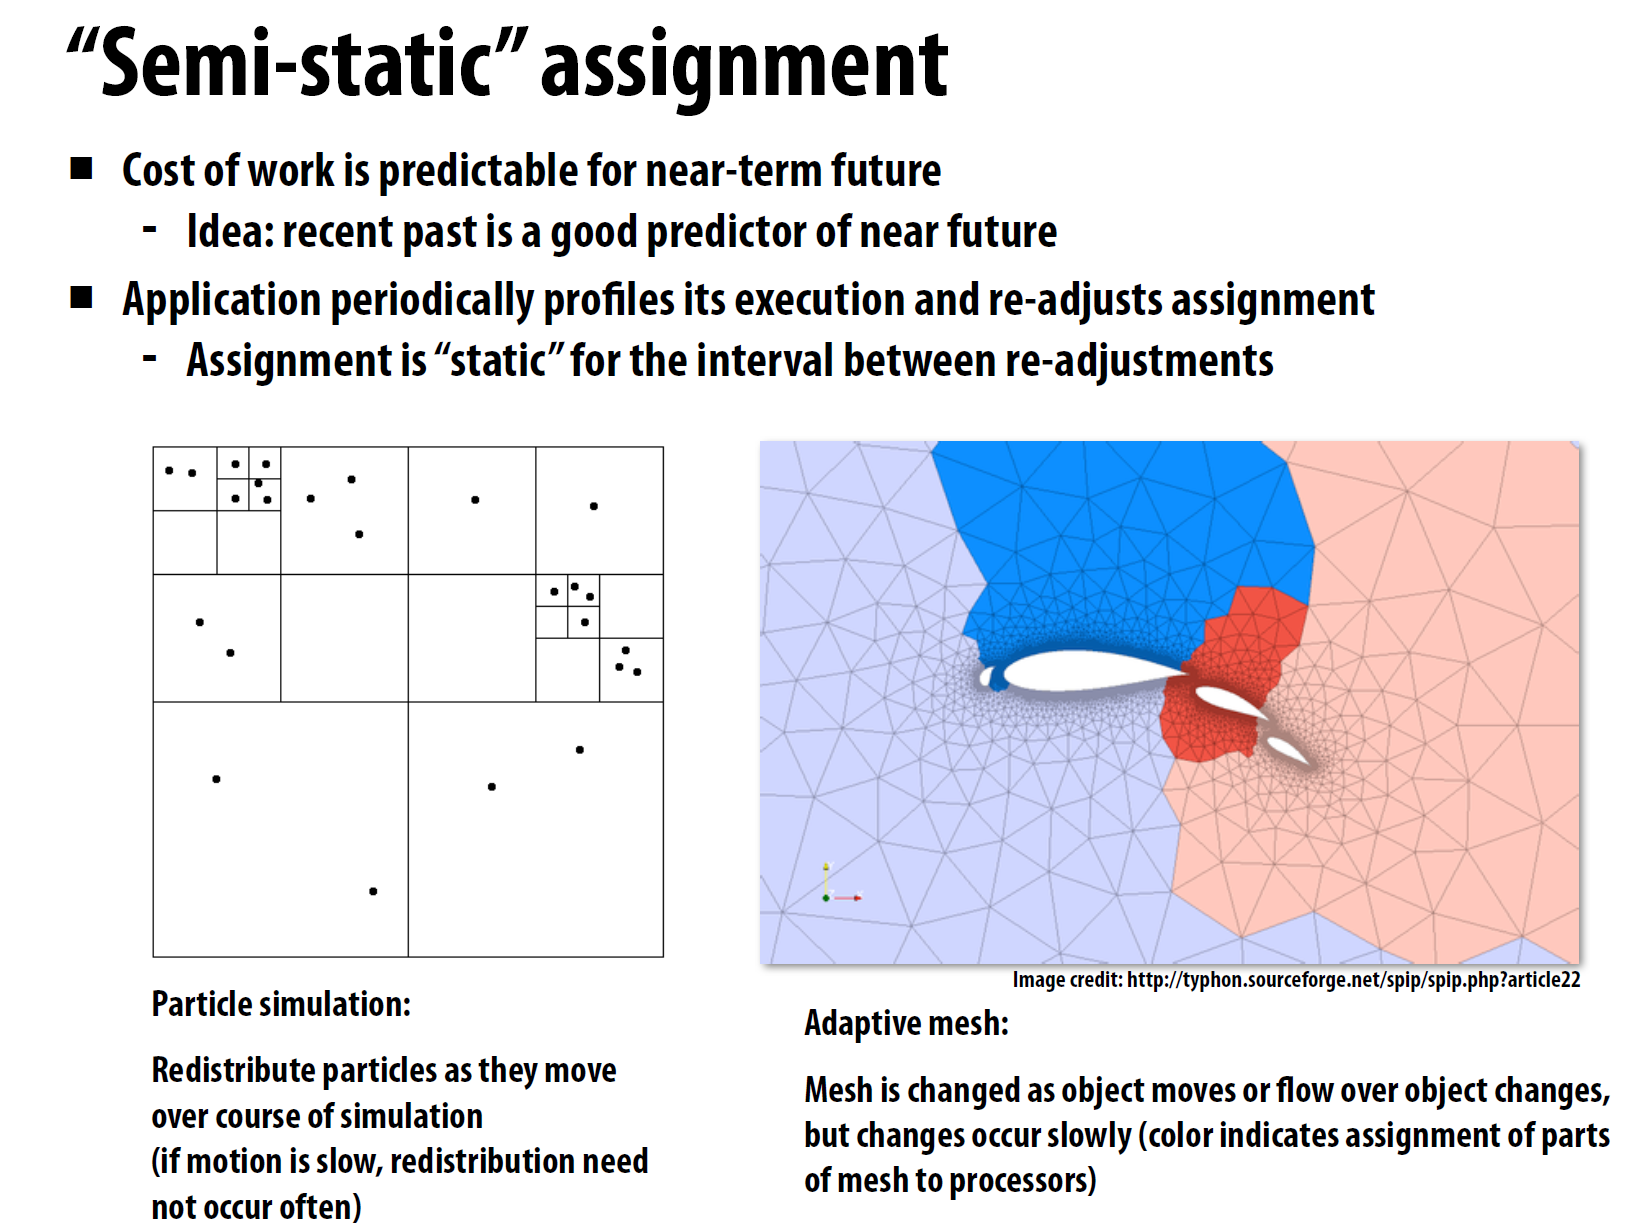 “Semi-static” assignment
■ Cost of work is predictable for near-term future
- Idea: recent past is a good predictor of near future
■ Application periodically profiles its execution and re-adjusts assignment
- Assignment is “static” for the interval between re-adjustments
Image credit: http://typhon.sourceforge.net/spip/spip.php?article22
Particle simulation:
Redistribute particles as they move
over course of simulation
(if motion is slow, redistribution need
not occur often)
Adaptive mesh:
Mesh is changed as object moves or flow over object changes,
but changes occur slowly (color indicates assignment of parts
of mesh to processors)